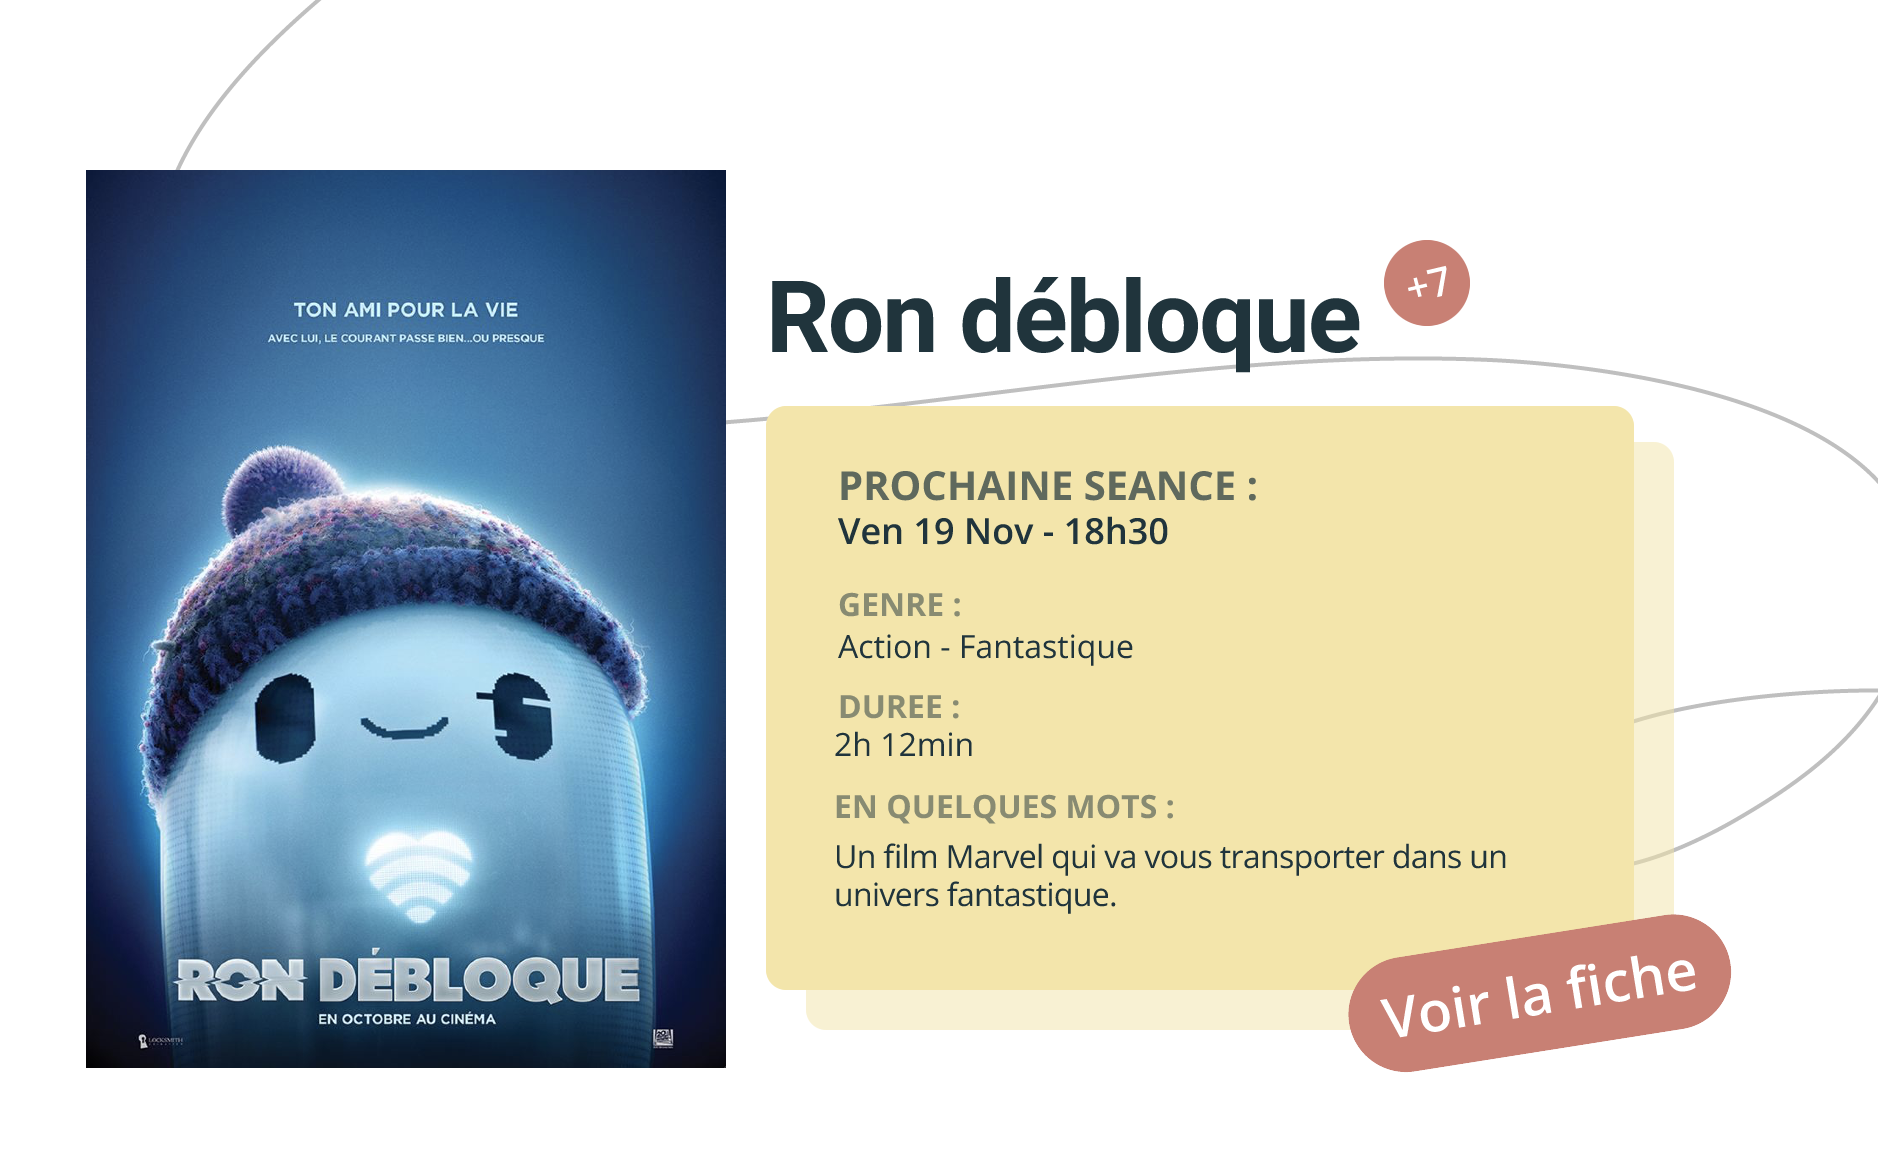 TON AMI POUR LA VIE
AVEC LUI, LE COURANT PASSE BIEN...OU PRESQUE
RON DÉBLOQUE
EN OCTOBRE AU CINÉMA
LOCKSMITH
Ron débloque
+7
PROCHAINE SEANCE :
Ven 19 Nov - 18h30
GENRE :
Action - Fantastique
DUREE :
2h 12min
EN QUELQUES MOTS :
Un film Marvel qui va vous transporter dans un
univers fantastique.
Voir la fiche